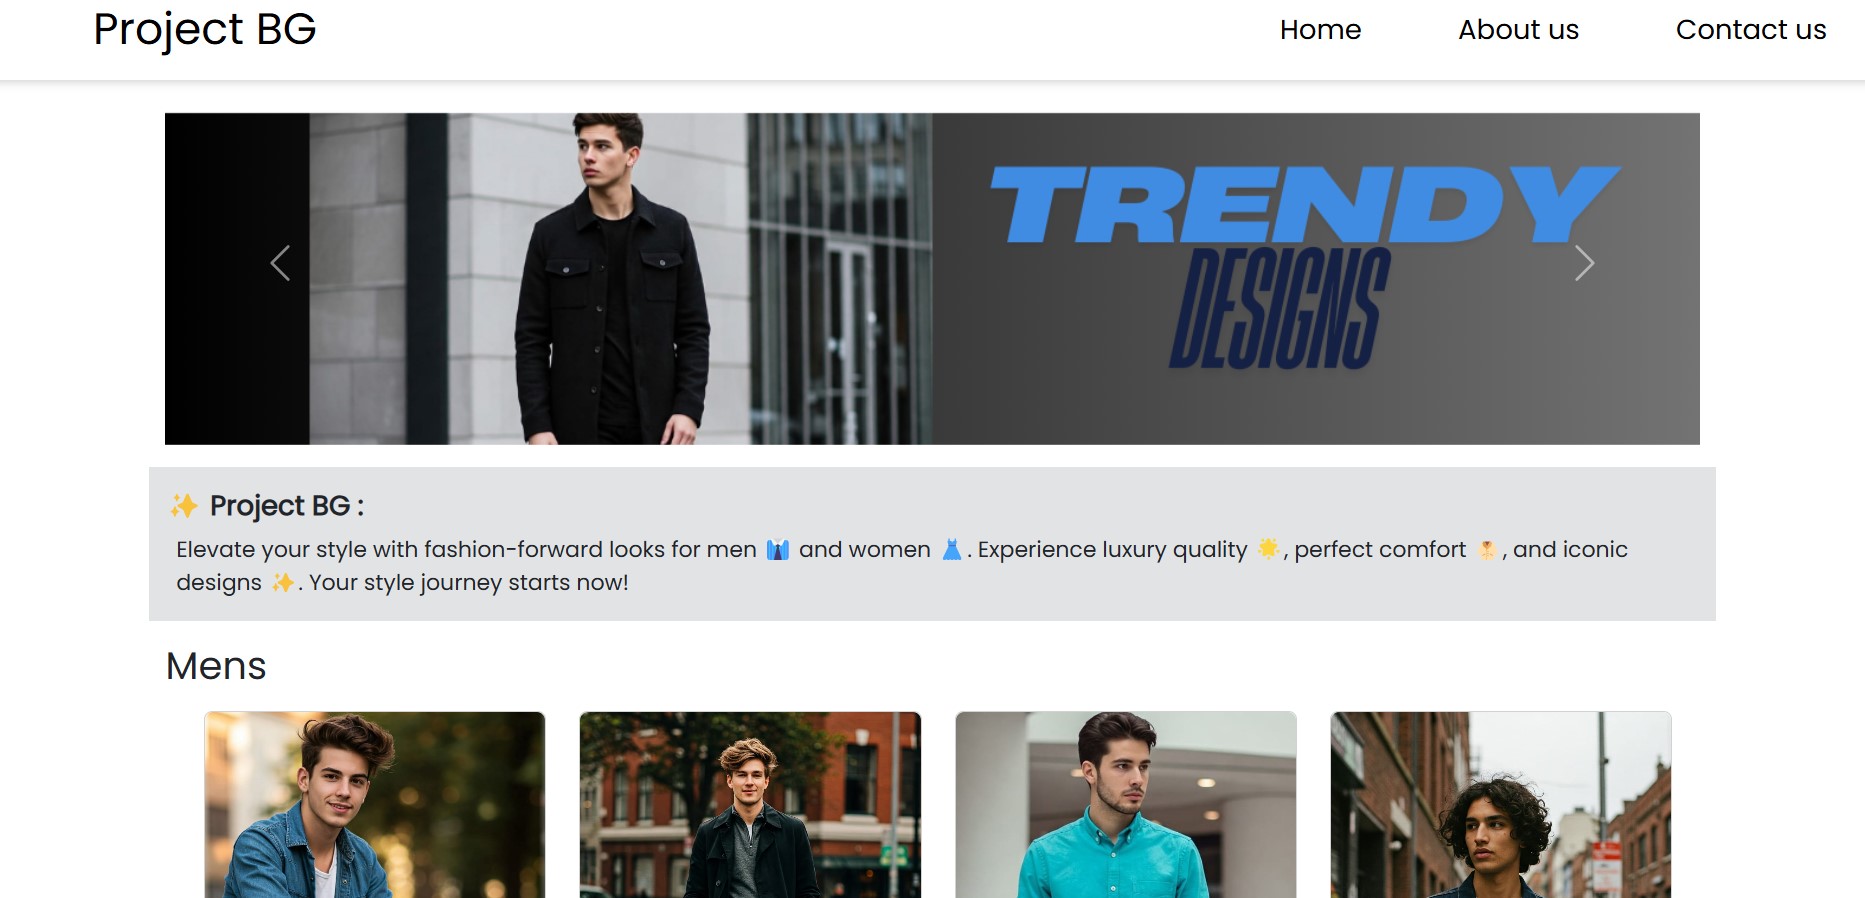 Project BG
Home
About us
Contact us
TRENDY
DESIGNS
✨ Project BG :
Elevate your style with fashion-forward looks for men 👔 and women 👗. Experience luxury quality 🌟, perfect comfort 👌, and iconic
designs ✨. Your style journey starts now!
Mens